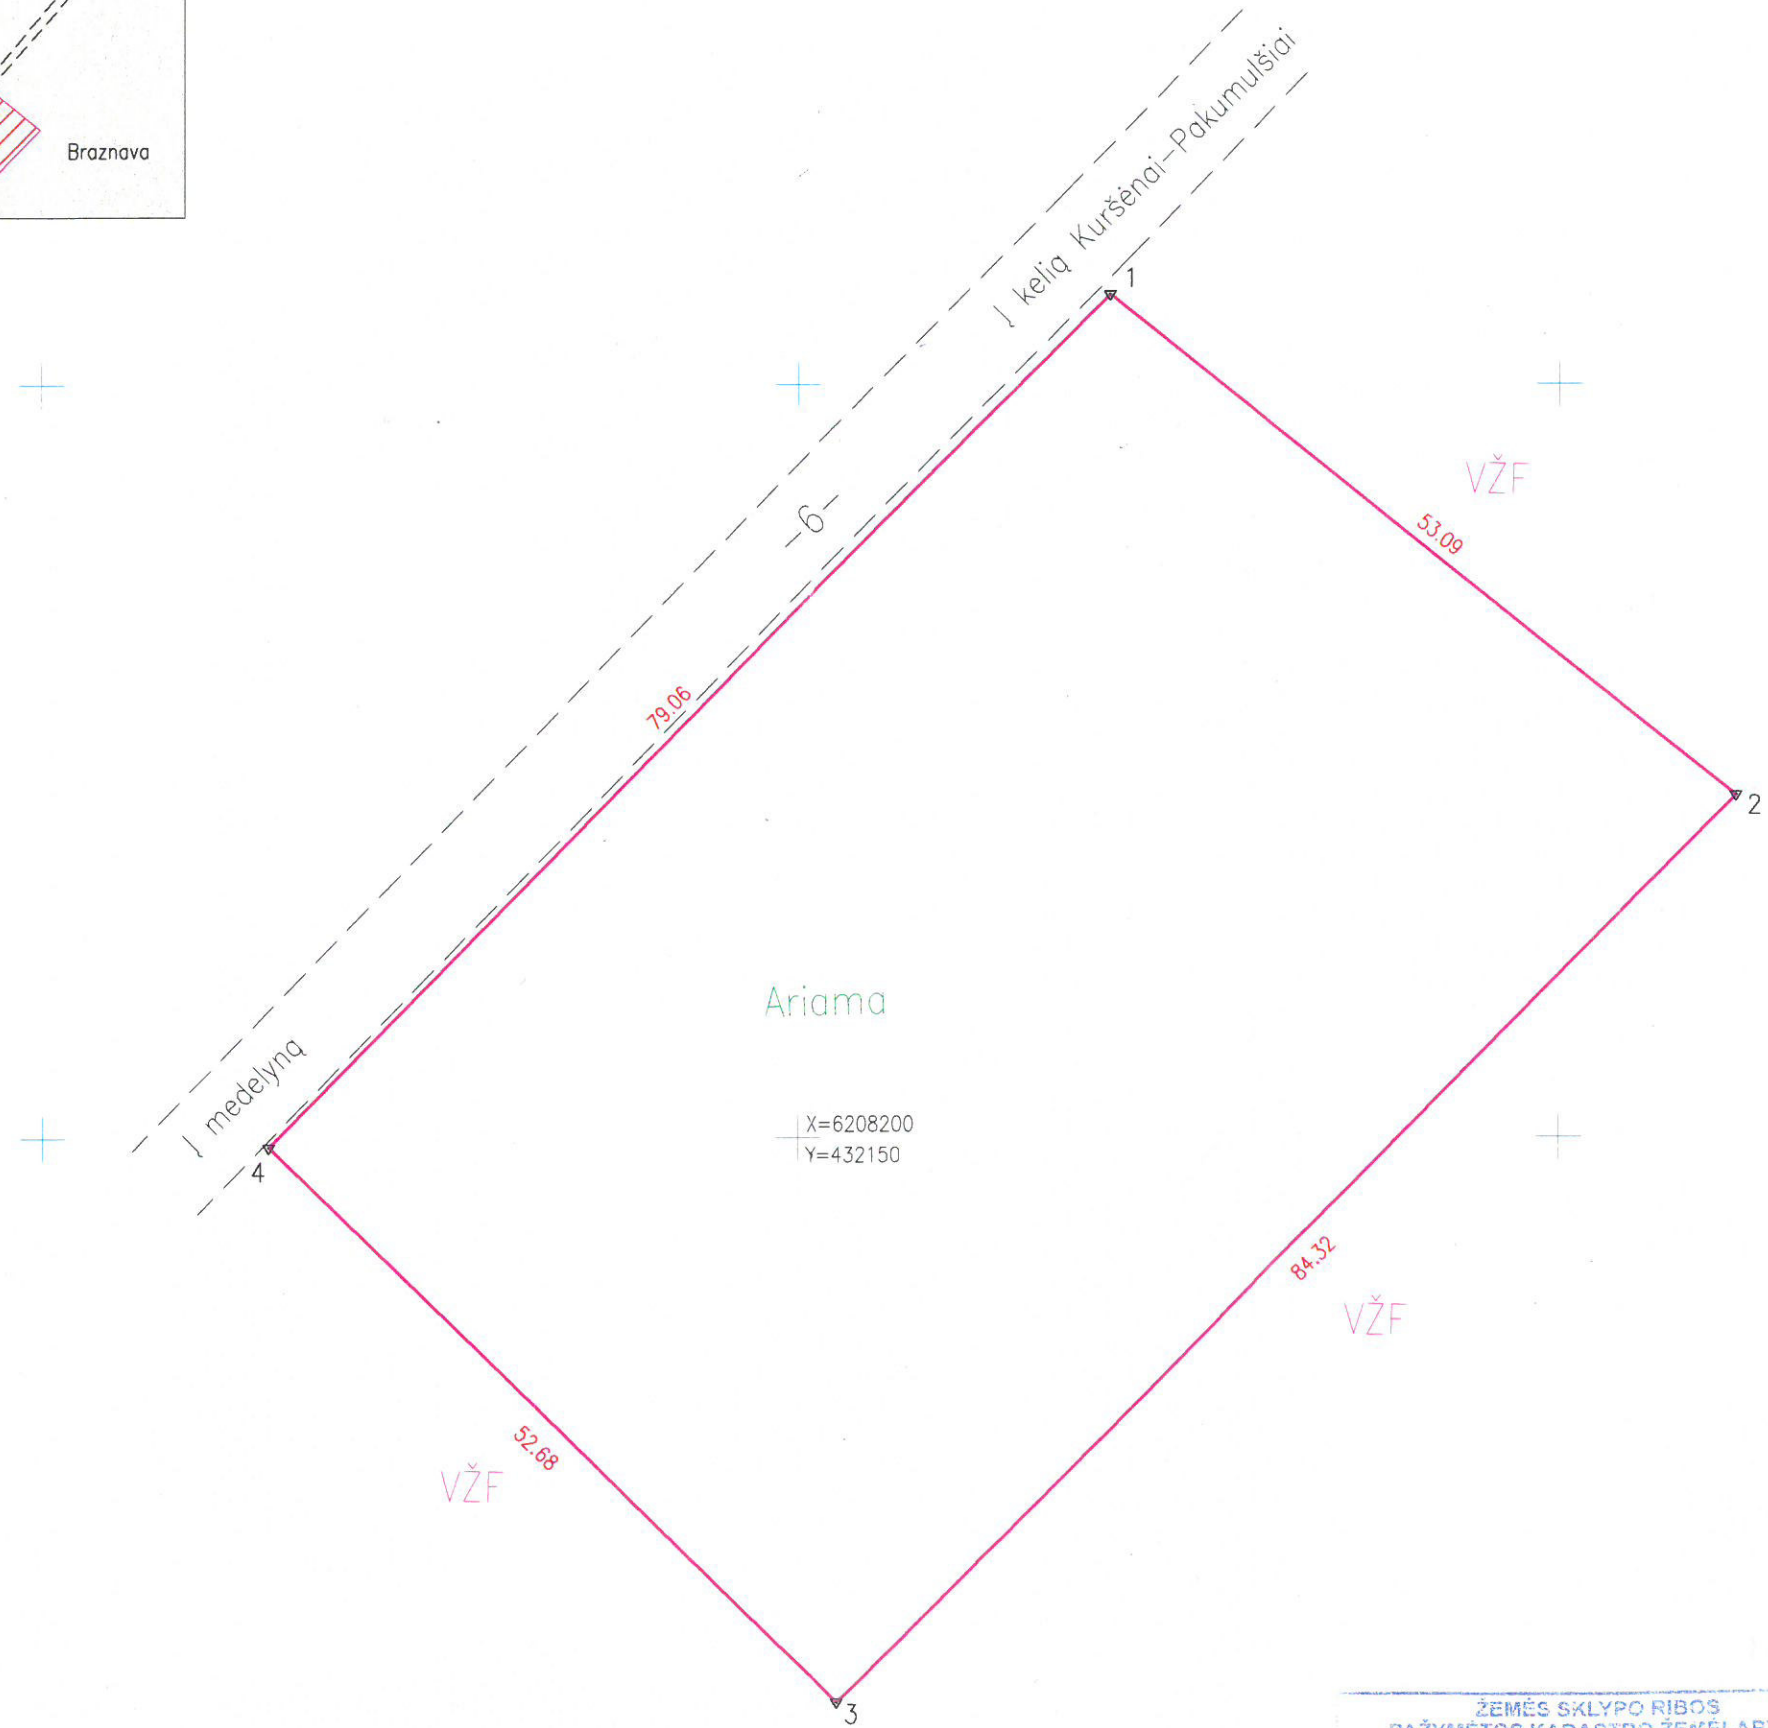 Braznava
Į kelią Kuršėnai-Pakumulšiai
1
VŽF
53.09
-6-
79.06
2
Ariama
Į medelyną
X=6208200
Y=432150
4
84.32
VŽF
52.68
VŽF
3
ŽEMĖS SKLYPO RIBOS